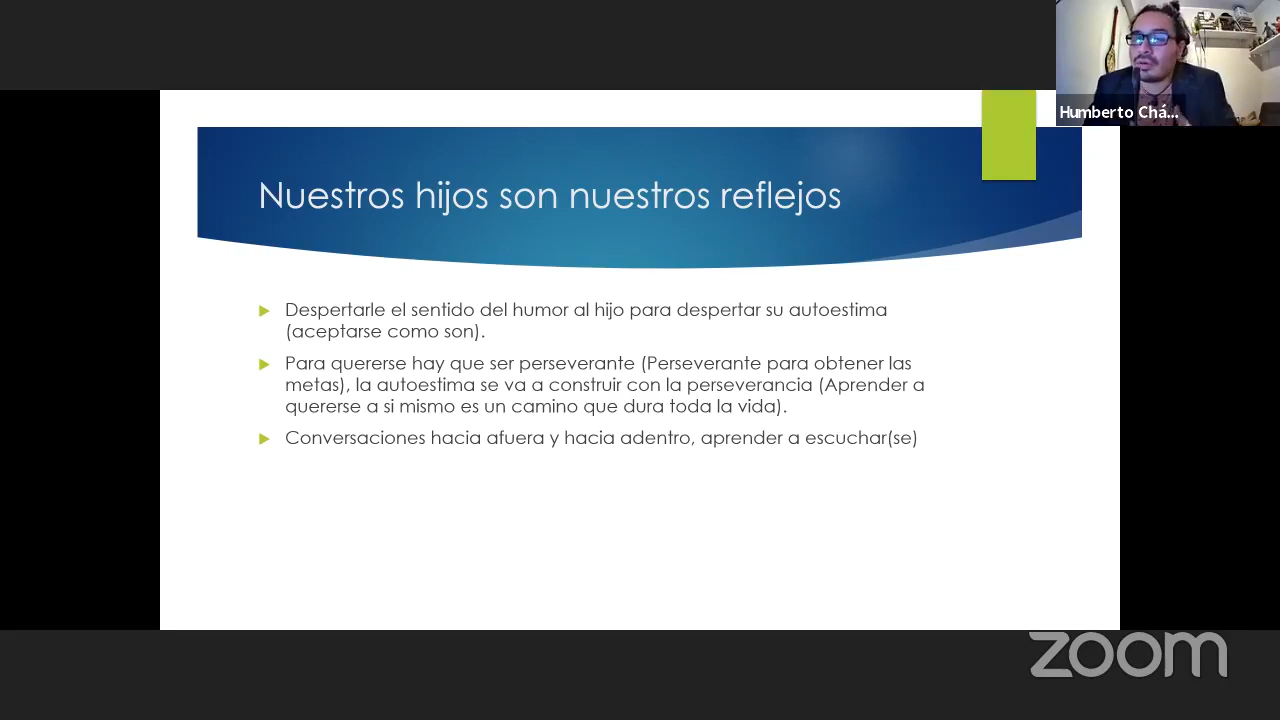 Humberto Chá...
Nuestros hijos son nuestros reflejos
Despertarle el sentido del humor al hijo para despertar su autoestima
(aceptarse como son).
Para quererse hay que ser perseverante (Perseverante para obtener las
metas), la autoestima se va a construir con la perseverancia (Aprender a
quererse a si mismo es un camino que dura toda la vida).
Conversaciones hacia afuera y hacia adentro, aprender a escuchar(se)
zoom